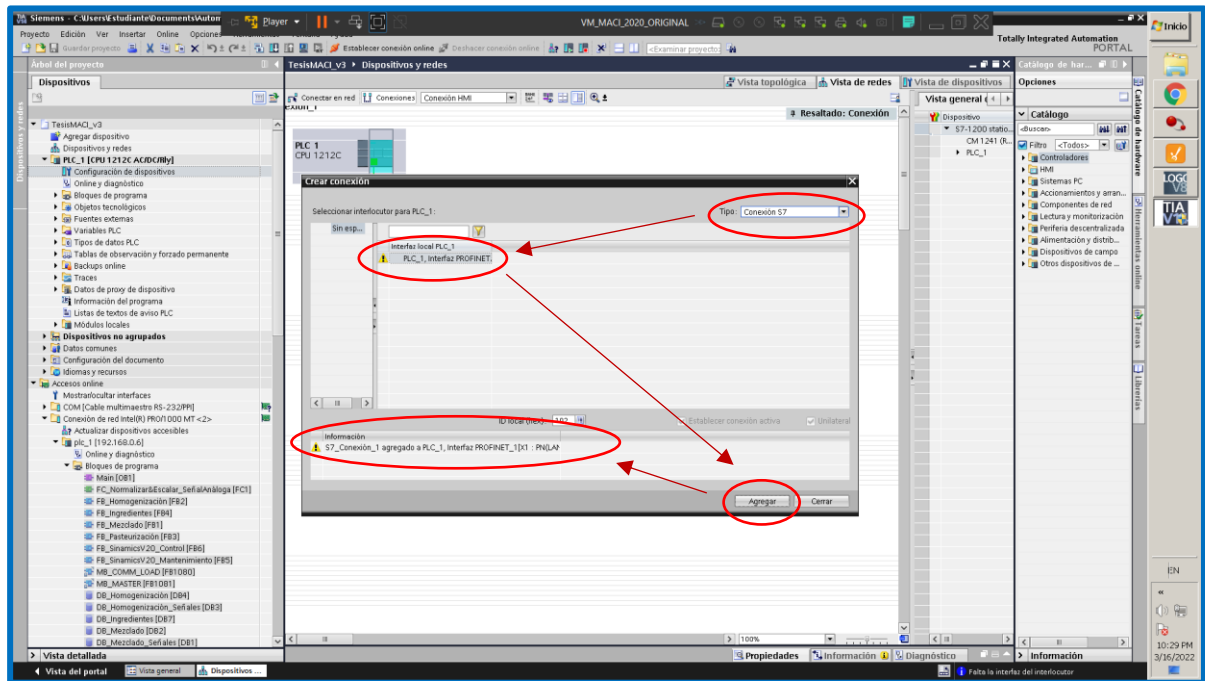 Siemens - C:\Users\Estudiante\Documents\Autom
Player
VM_MACI_2020_ORIGINAL
Inicio
Proyecto Edición Ver Insertar Online Opciones
Totally Integrated Automation
PORTAL
Guardar proyecto
Establecer conexión online
Deshacer conexión online
<Examinar proyecto>
Árbol del proyecto
TesisMACI_v3 Dispositivos y redes
Catálogo de har...
Dispositivos
Vista topológica
Vista de redes
Vista de dispositivos
Opciones
Conectar en red
Conexiones
Conexión HMI
Vista general
Resaltado: Conexión
Catálogo
Dispositivo
S7-1200 statio...
CM 1241 (R...
PLC_1
<Buscar>
Filtro <Todos>
Controladores
HMI
Sistemas PC
Accionamientos y arran...
Componentes de red
Lectura y monitorización
Periferia descentralizada
Alimentación y distrib...
Dispositivos de campo
Otros dispositivos de ...
Catálogo de hardware
Herramientas online
Tareas
Librerías
TesisMACI_v3
Agregar dispositivo
Dispositivos y redes
PLC_1 [CPU 1212C AC/DC/Rly]
Configuración de dispositivos
Online y diagnóstico
Bloques de programa
Objetos tecnológicos
Fuentes externas
Variables PLC
Tipos de datos PLC
Tablas de observación y forzado permanente
Backups online
Traces
Datos de proxy de dispositivo
Información del programa
Listas de textos de aviso PLC
Módulos locales
Dispositivos no agrupados
Datos comunes
Configuración del documento
Idiomas y recursos
Accesos online
Mostrar/ocultar interfaces
COM [Cable multimaestro RS-232/PPI]
Conexión de red Intel(R) PRO/1000 MT <2>
Actualizar dispositivos accesibles
plc_1 [192.168.0.6]
Online y diagnóstico
Bloques de programa
Main [OB1]
FC_Normalizar&Escalar_SeñalAnáloga [FC1]
FB_Homogenización [FB2]
FB_Ingredientes [FB4]
FB_Mezclado [FB1]
FB_Pasteurización [FB3]
FB_SinamicsV20_Control [FB6]
FB_SinamicsV20_Mantenimiento [FB5]
MB_COMM_LOAD [FB1080]
MB_MASTER [FB1081]
DB_Homogenización [DB4]
DB_Homogenización_Señales [DB3]
DB_Ingredientes [DB7]
DB_Mezclado [DB2]
DB_Mezclado_Señales [DB1]
PLC 1
CPU 1212C
Crear conexión
Seleccionar interlocutor para PLC_1:
Tipo: Conexión S7
Sin esp...
Interfaz local PLC_1
PLC_1, Interfaz PROFINET.
ID local (hex): 102
Establecer conexión activa
Unilateral
Información
S7_Conexión_1 agregado a PLC_1, Interfaz PROFINET_1[X1 : PN(LAN
Agregar
Cerrar
100%
Propiedades
Información
Diagnóstico
Vista detallada
Información
Vista del portal
Vista general
Dispositivos ...
Falta la interfaz del interlocutor
LOGO
V8
TIA
V15
EN
10:29 PM
3/16/2022